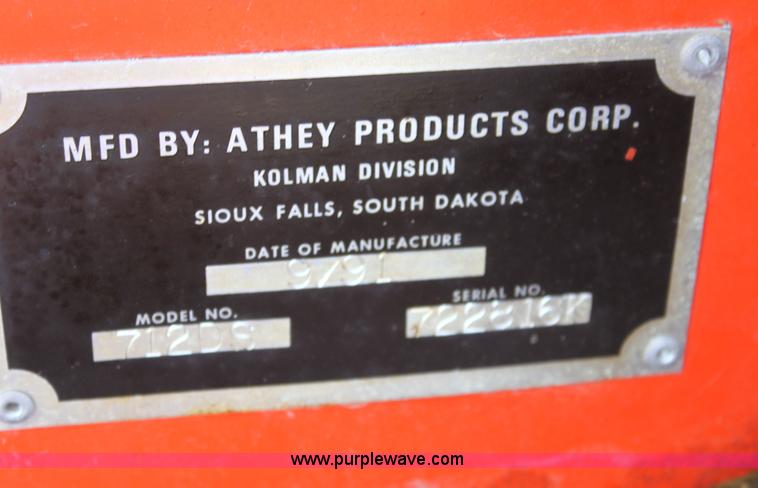 MFD BY: ATHEY PRODUCTS CORP.
KOLMAN DIVISION
SIOUX FALLS, SOUTH DAKOTA
DATE OF MANUFACTURE
9/91
MODEL NO.
712DS
SERIAL NO.
722816K
www.purplewave.com